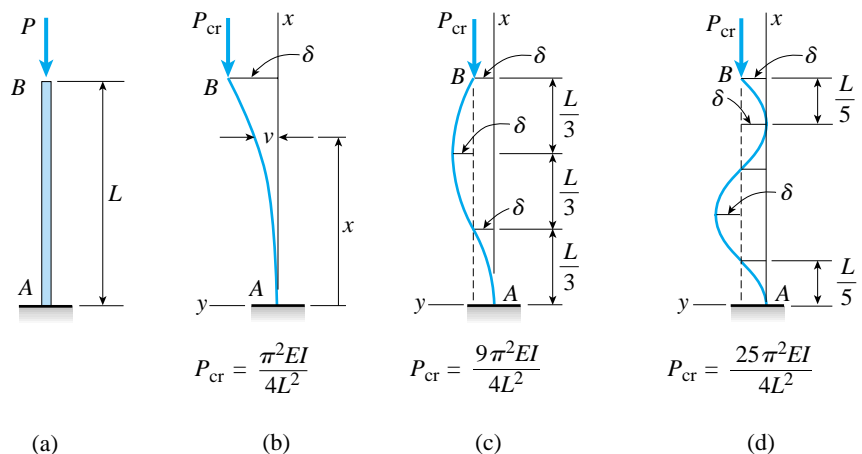 P
B
L
A
(a)
P_cr
x
δ
B
v
x
A
y
P_cr = π²EI / 4L²
(b)
P_cr
x
B
δ
L/3
δ
L/3
δ
L/3
A
y
P_cr = 9π²EI / 4L²
(c)
P_cr
x
B
δ
L/5
δ
δ
L/5
A
y
P_cr = 25π²EI / 4L²
(d)